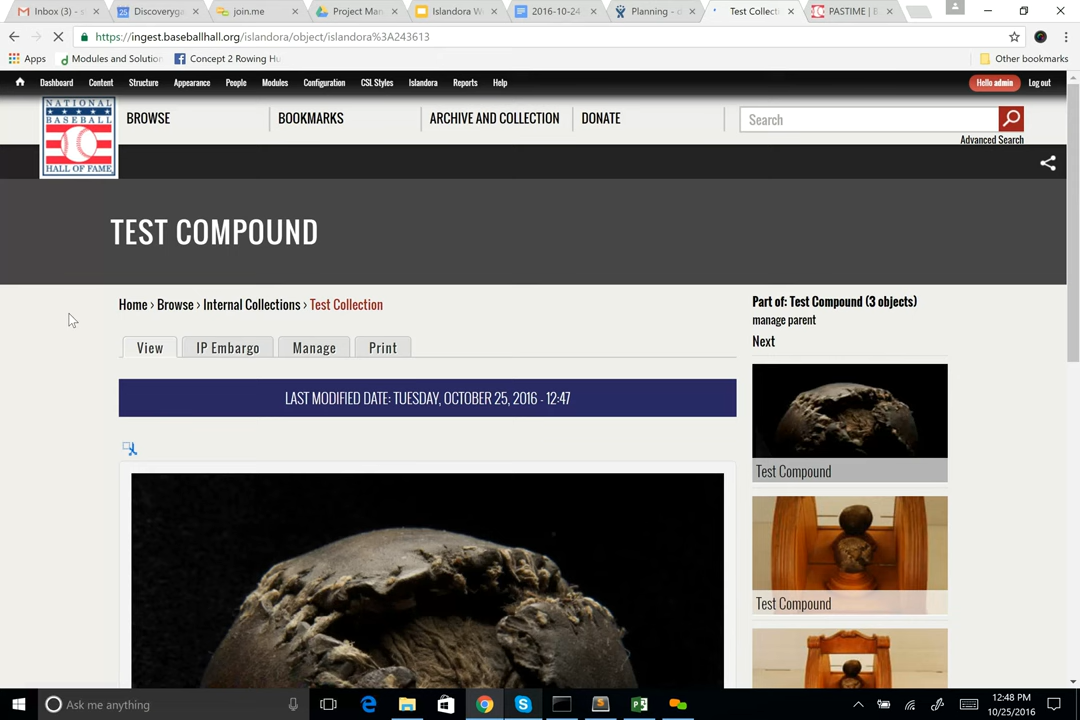 Inbox (3) - s
Discoveryga
join.me
Project Man
Islandora W
2016-10-24
Planning - d
Test Collecti
PASTIME | B
https://ingest.baseballhall.org/islandora/object/islandora%3A243613
Apps
Modules and Solution
Concept 2 Rowing Hu
Other bookmarks
Dashboard
Content
Structure
Appearance
People
Modules
Configuration
CSL Styles
Islandora
Reports
Help
Hello admin
Log out
NATIONAL
BASEBALL
HALL OF FAME
BROWSE
BOOKMARKS
ARCHIVE AND COLLECTION
DONATE
Search
Advanced Search
TEST COMPOUND
Home › Browse › Internal Collections › Test Collection
View
IP Embargo
Manage
Print
LAST MODIFIED DATE: TUESDAY, OCTOBER 25, 2016 - 12:47
Part of: Test Compound (3 objects)
manage parent
Next
Test Compound
Test Compound
Ask me anything
12:48 PM
10/25/2016